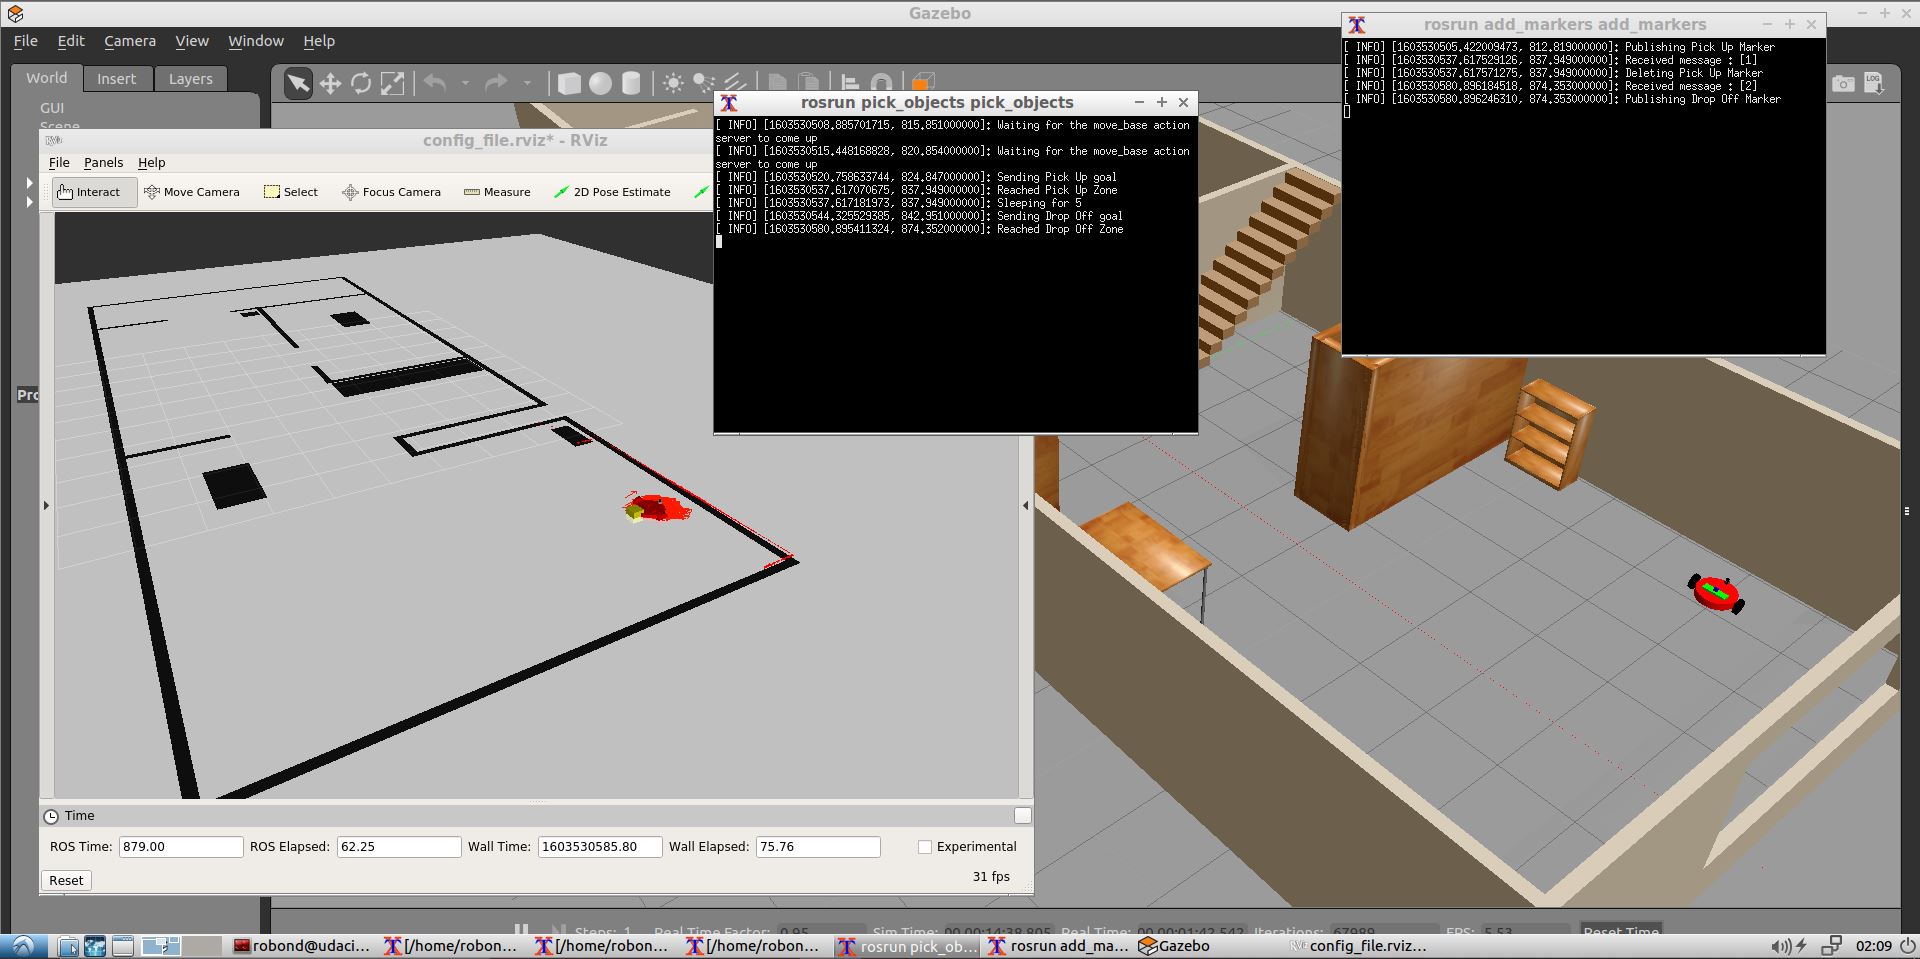 Gazebo
File Edit Camera View Window Help
World Insert Layers
GUI
Scene
rosrun add_markers add_markers
[ INFO] [1603530505.422009473, 812.819000000]: Publishing Pick Up Marker
[ INFO] [1603530537.617529126, 837.949000000]: Received message : [1]
[ INFO] [1603530537.617571275, 837.949000000]: Deleting Pick Up Marker
[ INFO] [1603530580.896184518, 874.353000000]: Received message : [2]
[ INFO] [1603530580.896246310, 874.353000000]: Publishing Drop Off Marker
LOG
rosrun pick_objects pick_objects
[ INFO] [1603530508.885701715, 815.851000000]: Waiting for the move_base action
server to come up
[ INFO] [1603530515.448168828, 820.854000000]: Waiting for the move_base action
server to come up
[ INFO] [1603530520.758633744, 824.847000000]: Sending Pick Up goal
[ INFO] [1603530537.617070675, 837.949000000]: Reached Pick Up Zone
[ INFO] [1603530537.617181973, 837.949000000]: Sleeping for 5
[ INFO] [1603530544.325529385, 842.951000000]: Sending Drop Off goal
[ INFO] [1603530580.895411324, 874.352000000]: Reached Drop Off Zone
config_file.rviz* - RViz
File Panels Help
Interact Move Camera Select Focus Camera Measure 2D Pose Estimate
Pro
Time
ROS Time: 879.00 ROS Elapsed: 62.25 Wall Time: 1603530585.80 Wall Elapsed: 75.76 Experimental
Reset 31 fps
Steps: 1 Real Time Factor: 0.95 Sim Time: 00 00:14:38.805 Real Time: 00 00:01:42.542 Iterations: 67989 FPS: 5.53 Reset Time
robond@udaci... [/home/robon... [/home/robon... [/home/robon... rosrun pick_ob... rosrun add_ma... Gazebo config_file.rviz... 02:09